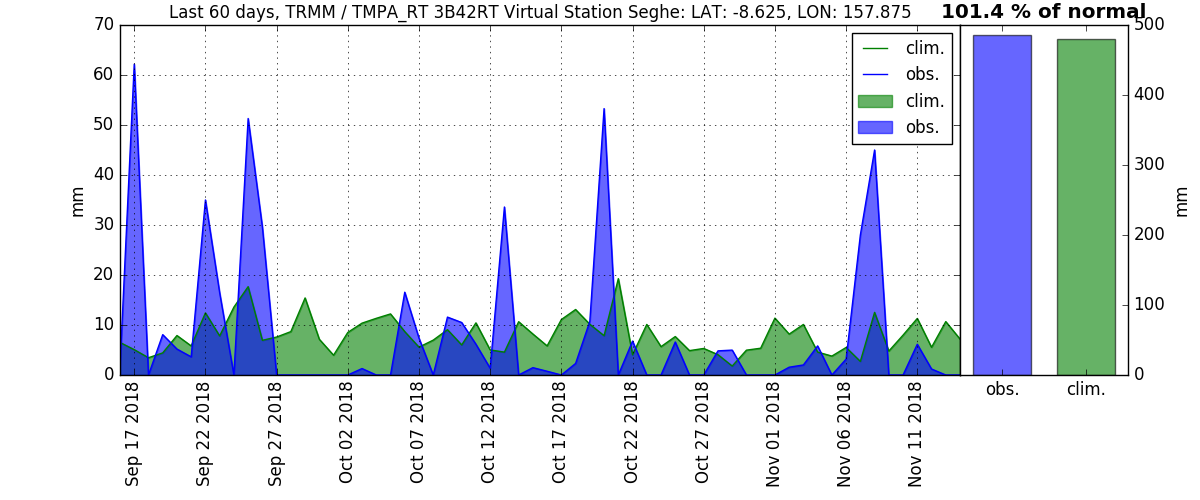 Last 60 days, TRMM / TMPA_RT 3B42RT Virtual Station Seghe: LAT: -8.625, LON: 157.875
101.4 % of normal
70
60
50
40
30
20
10
0
mm
clim.
obs.
clim.
obs.
Sep 17 2018
Sep 22 2018
Sep 27 2018
Oct 02 2018
Oct 07 2018
Oct 12 2018
Oct 17 2018
Oct 22 2018
Oct 27 2018
Nov 01 2018
Nov 06 2018
Nov 11 2018
500
400
300
200
100
0
mm
obs.
clim.